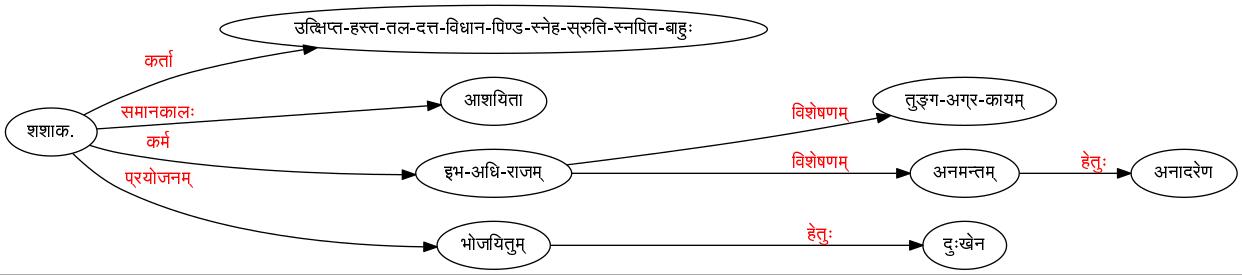 उत्क्षिप्त-हस्त-तल-दत्त-विधान-पिण्ड-स्नेह-स्रुति-स्नपित-बाहुः
कर्ता
आशयिता
तुङ्ग-अग्र-कायम्
समानकालः
विशेषणम्
शशाक.
कर्म
इभ-अधि-राजम्
विशेषणम्
अनमन्तम्
हेतुः
अनादरेण
प्रयोजनम्
भोजयितुम्
हेतुः
दुःखेन